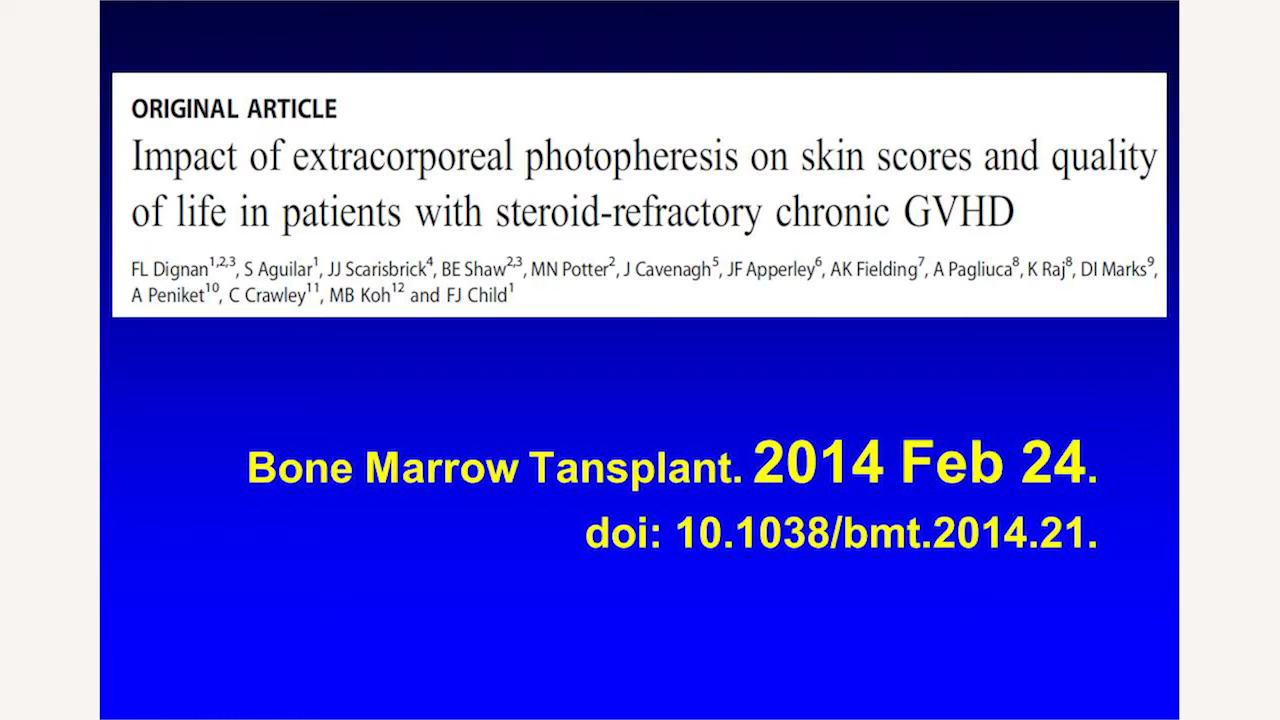 ORIGINAL ARTICLE
Impact of extracorporeal photopheresis on skin scores and quality
of life in patients with steroid-refractory chronic GVHD
FL Dignan1,2,3, S Aguilar1, JJ Scarisbrick4, BE Shaw2,3, MN Potter2, J Cavenagh5, JF Apperley6, AK Fielding7, A Pagliuca8, K Raj8, DI Marks9,
A Peniket10, C Crawley11, MB Koh12 and FJ Child1
Bone Marrow Tansplant. 2014 Feb 24.
doi: 10.1038/bmt.2014.21.